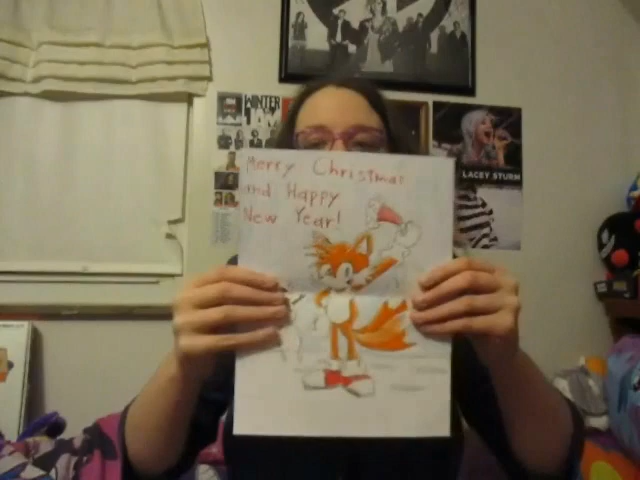 WINTER
Merry Christmas
and Happy
New Year!
LACEY STURM